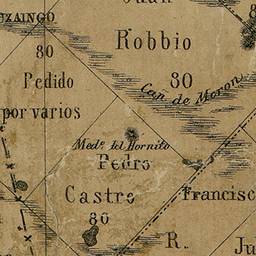 Juan
UZAINGO
Robbio
80
Pedido
80
por varios
Can. de Moron
Med.ª del Hornito
Pedro
Castro
Francisc
80
R.
Ju